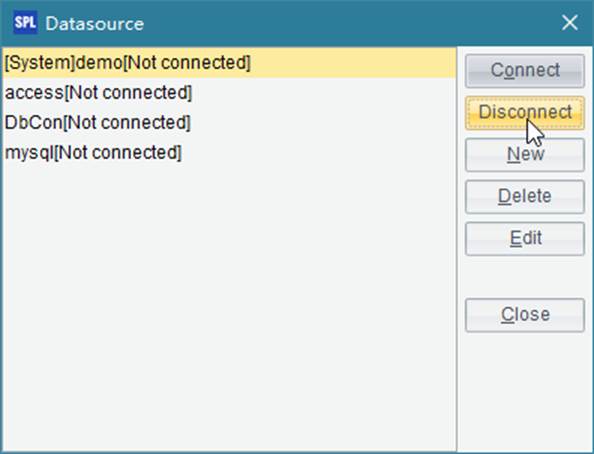 SPL Datasource
[System]demo[Not connected]
access[Not connected]
DbCon[Not connected]
mysql[Not connected]
Connect
Disconnect
New
Delete
Edit
Close